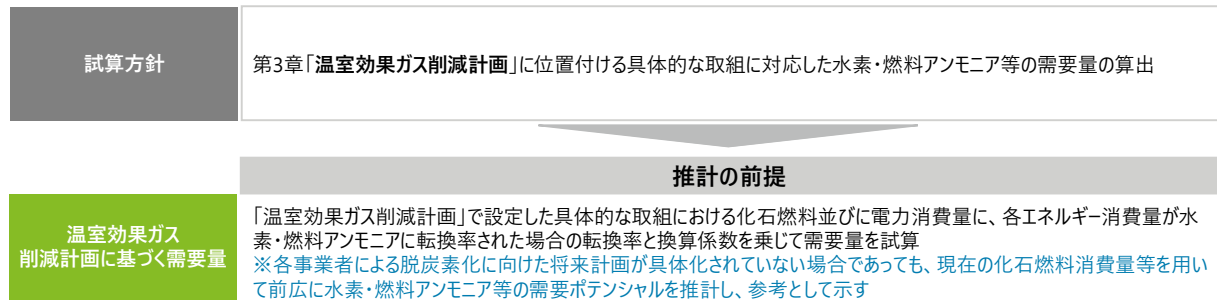 試算方針
第3章「温室効果ガス削減計画」に位置付ける具体的な取組に対応した水素・燃料アンモニア等の需要量の算出
推計の前提
温室効果ガス
削減計画に基づく需要量
「温室効果ガス削減計画」で設定した具体的な取組における化石燃料並びに電力消費量に、各エネルギー消費量が水
素・燃料アンモニアに転換率された場合の転換率と換算係数を乗じて需要量を試算
※各事業者による脱炭素化に向けた将来計画が具体化されていない場合であっても、現在の化石燃料消費量等を用い
て前広に水素・燃料アンモニア等の需要ポテンシャルを推計し、参考として示す